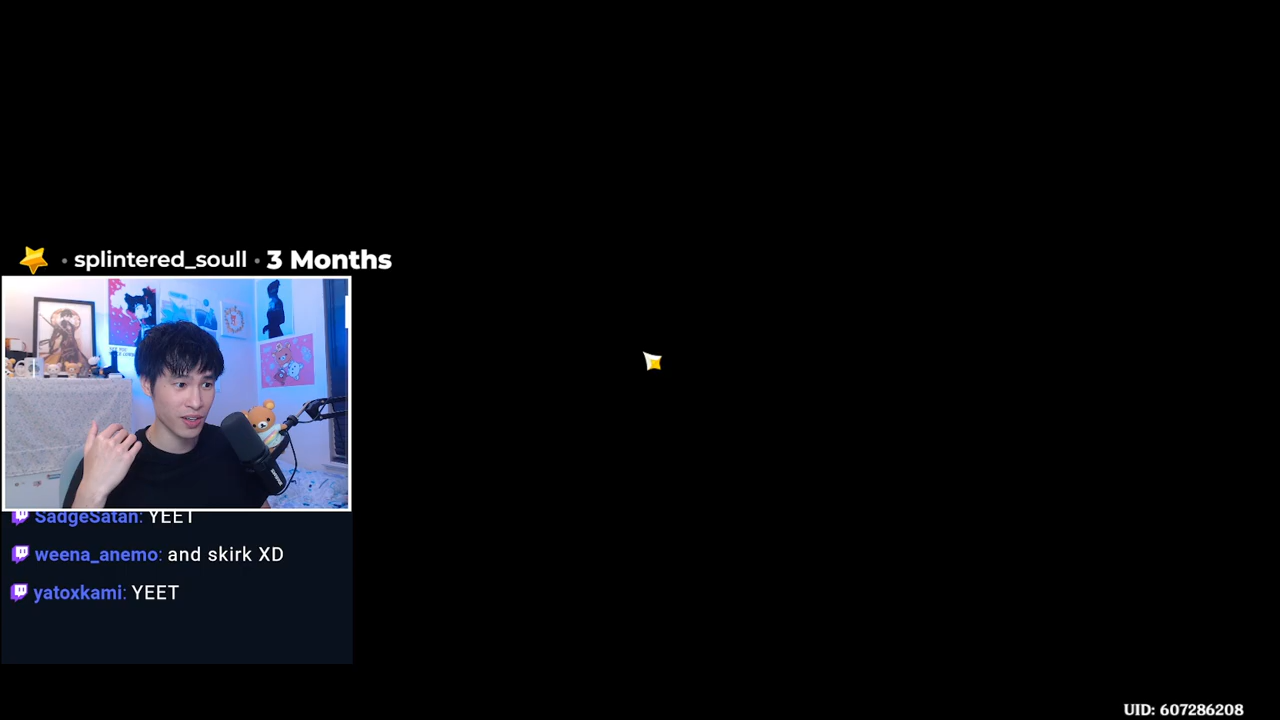 • splintered_soull • 3 Months
SadgeSatan: YEET
weena_anemo: and skirk XD
yatoxkami: YEET
UID: 607286208